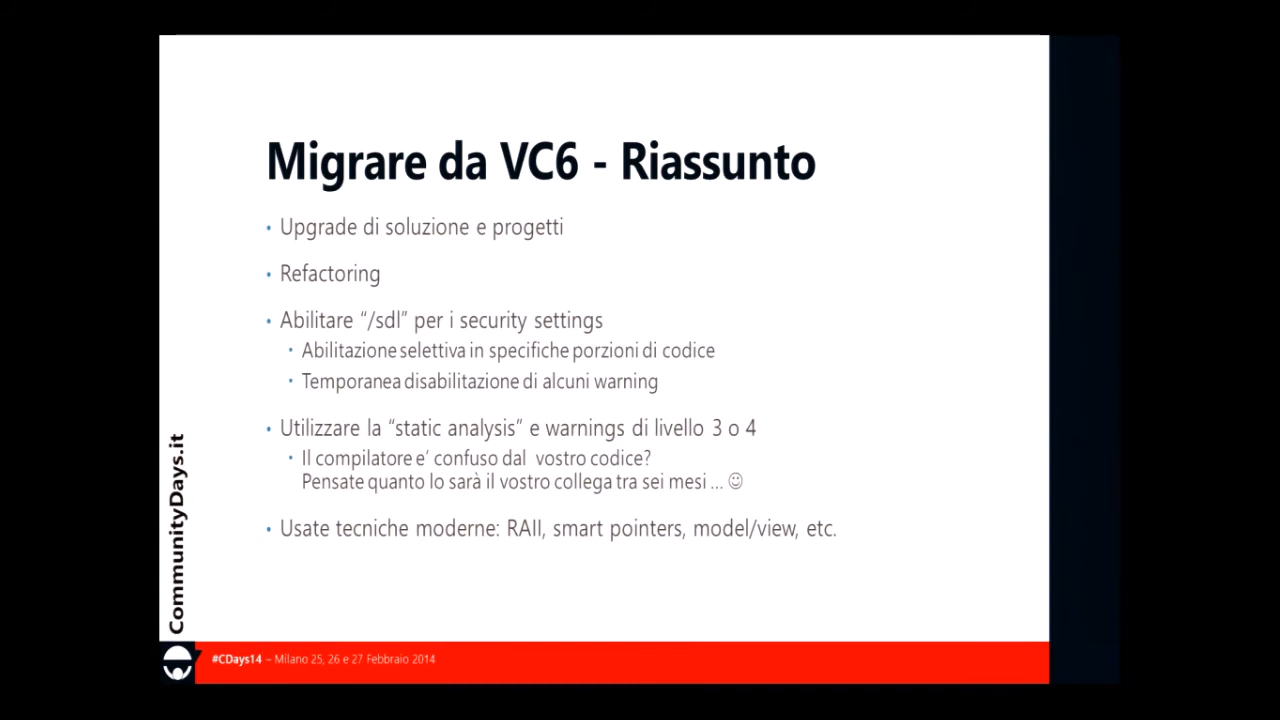 Migrare da VC6 - Riassunto
• Upgrade di soluzione e progetti
• Refactoring
• Abilitare “/sdl” per i security settings
• Abilitazione selettiva in specifiche porzioni di codice
• Temporanea disabilitazione di alcuni warning
• Utilizzare la “static analysis” e warnings di livello 3 o 4
• Il compilatore e’ confuso dal vostro codice?
Pensate quanto lo sarà il vostro collega tra sei mesi ... ☺
• Usate tecniche moderne: RAII, smart pointers, model/view, etc.
CommunityDays.it
#CDays14 – Milano 25, 26 e 27 Febbraio 2014